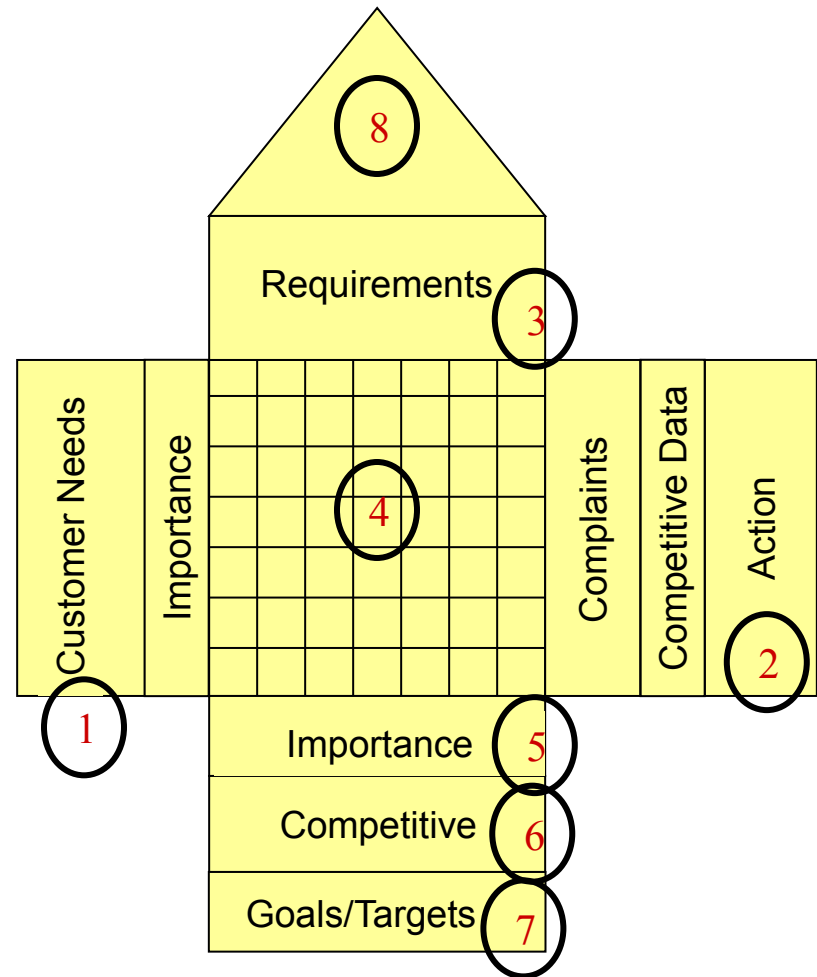 8
Requirements
3
Customer Needs
Importance
4
Complaints
Competitive Data
Action
2
1
Importance
5
Competitive
6
Goals/Targets
7